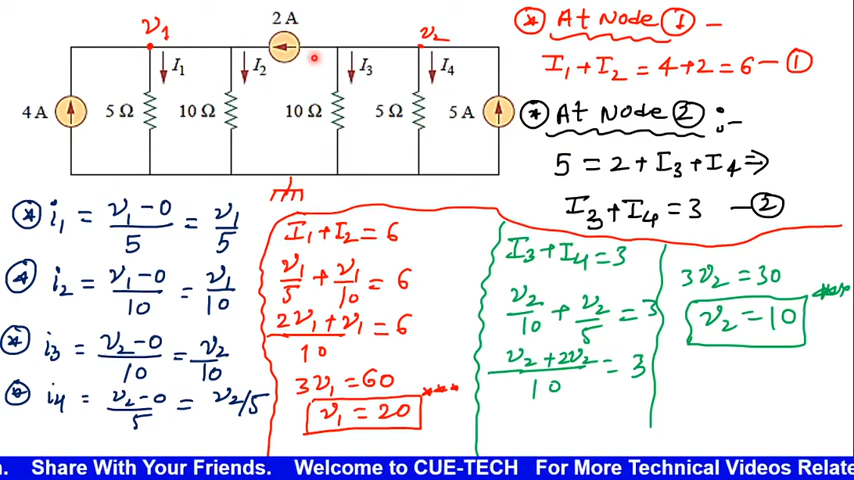 2 A
v₁
v₂
I₁
I₂
I₃
I₄
4 A
5 Ω
10 Ω
10 Ω
5 Ω
5 A
* At Node ① –
I₁ + I₂ = 4+2 = 6 – ①
* At Node ② :-
5 = 2 + I₃ + I₄ ⇒
I₃ + I₄ = 3 – ②
* i₁ = v₁-0/5 = v₁/5
* i₂ = v₁-0/10 = v₁/10
* i₃ = v₂-0/10 = v₂/10
* i₄ = v₂-0/5 = v₂/5
I₁ + I₂ = 6
v₁/5 + v₁/10 = 6
2v₁ + v₁/10 = 6
3v₁ = 60
v₁ = 20 ***
I₃ + I₄ = 3
v₂/10 + v₂/5 = 3
v₂ + 2v₂/10 = 3
3v₂ = 30
v₂ = 10 ***
n. Share With Your Friends. Welcome to CUE-TECH For More Technical Videos Relate